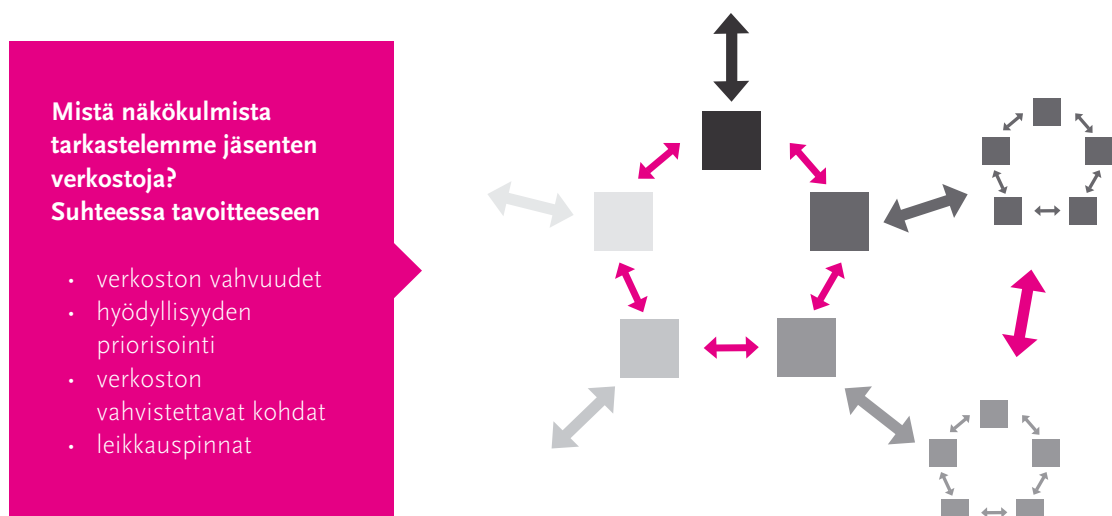 Mistä näkökulmista
tarkastelemme jäsenten
verkostoja?
Suhteessa tavoitteeseen
• verkoston vahvuudet
• hyödyllisyyden
priorisointi
• verkoston
vahvistettavat kohdat
• leikkauspinnat